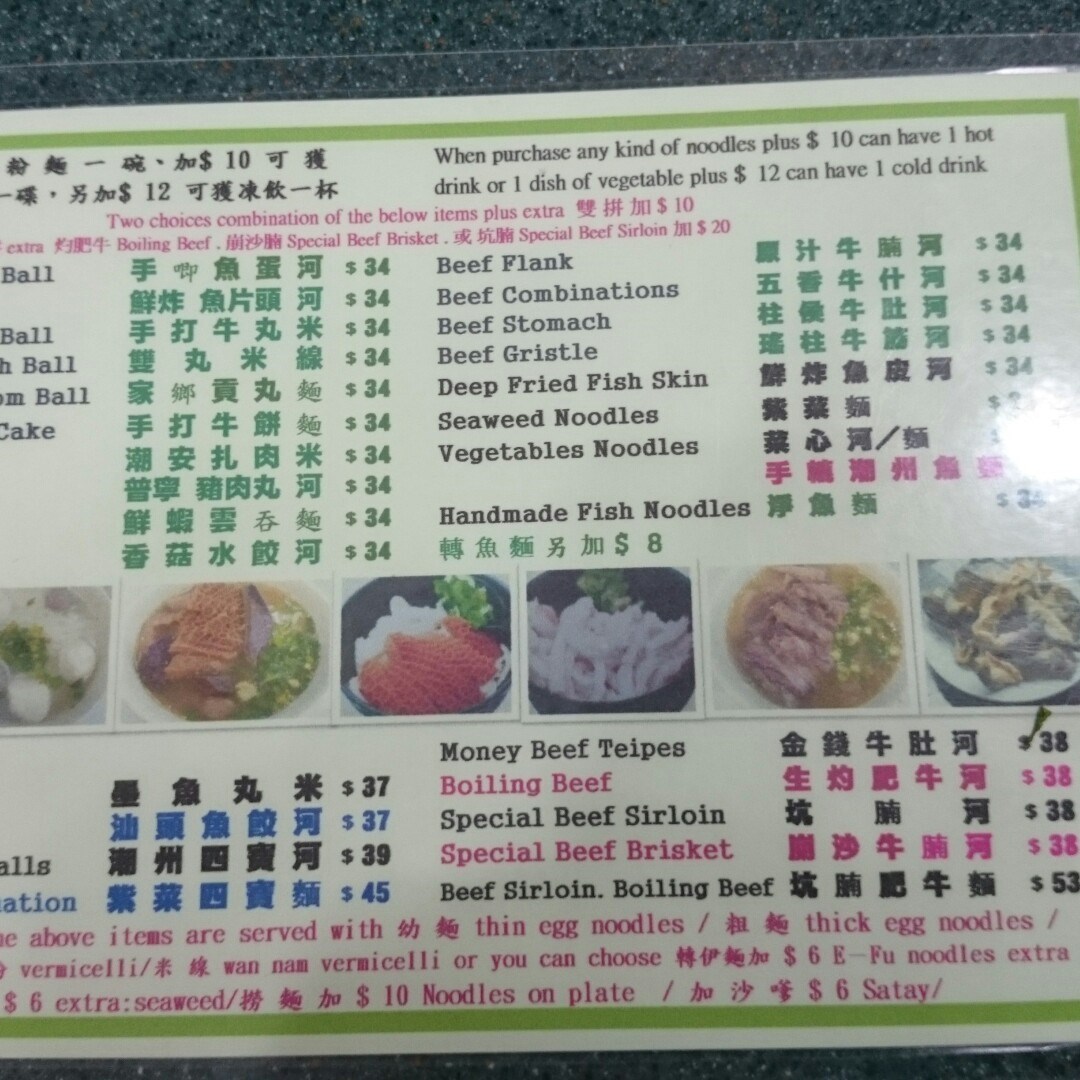 粉 麵 一 碗、加$ 10 可 獲
一碟，另加$ 12 可獲凍飲一杯
When purchase any kind of noodles plus $ 10 can have 1 hot
drink or 1 dish of vegetable plus $ 12 can have 1 cold drink
Two choices combination of the below items plus extra 雙 拼 加 $ 10
extra 灼肥牛 Boiling Beef . 崩沙腩 Special Beef Brisket . 或 坑腩 Special Beef Sirloin 加 $ 20
Ball 手 唧 魚 蛋 河 $ 34
鮮炸 魚片頭 河 $ 34
Ball 手 打 牛 丸 米 $ 34
h Ball 雙 丸 米 線 $ 34
om Ball 家 鄉 貢 丸 麵 $ 34
Cake 手 打 牛 餅 麵 $ 34
潮 安 扎 肉 米 $ 34
普寧 豬肉丸 河 $ 34
鮮 蝦 雲 吞 麵 $ 34
香 菇 水 餃 河 $ 34
Beef Flank 原 汁 牛 腩 河 $ 34
Beef Combinations 五 香 牛 什 河 $ 34
Beef Stomach 柱 侯 牛 肚 河 $ 34
Beef Gristle 瑤 柱 牛 筋 河 $ 34
Deep Fried Fish Skin 鮮 炸 魚 皮 河 $ 34
Seaweed Noodles 紫 菜 麵 $
Vegetables Noodles 菜 心 河／麵
手 潮 州 魚
Handmade Fish Noodles 淨 魚 麵 $ 34
轉 魚 麵 另 加 $ 8
墨 魚 丸 米 $ 37
汕 頭 魚 餃 河 $ 37
alls 潮 州 四 寶 河 $ 39
nation 紫 菜 四 寶 麵 $ 45
Money Beef Teipes 金 錢 牛 肚 河 $ 38
Boiling Beef 生 灼 肥 牛 河 $ 38
Special Beef Sirloin 坑 腩 河 $ 38
Special Beef Brisket 崩 沙 牛 腩 河 $ 38
Beef Sirloin. Boiling Beef 坑 腩 肥 牛 麵 $ 53
he above items are served with 幼 麵 thin egg noodles / 粗 麵 thick egg noodles /
vermicelli/米 線 wan nam vermicelli or you can choose 轉伊麵加 $ 6 E-Fu noodles extra
$ 6 extra:seaweed/撈 麵 加 $ 10 Noodles on plate / 加 沙 嗲 $ 6 Satay/